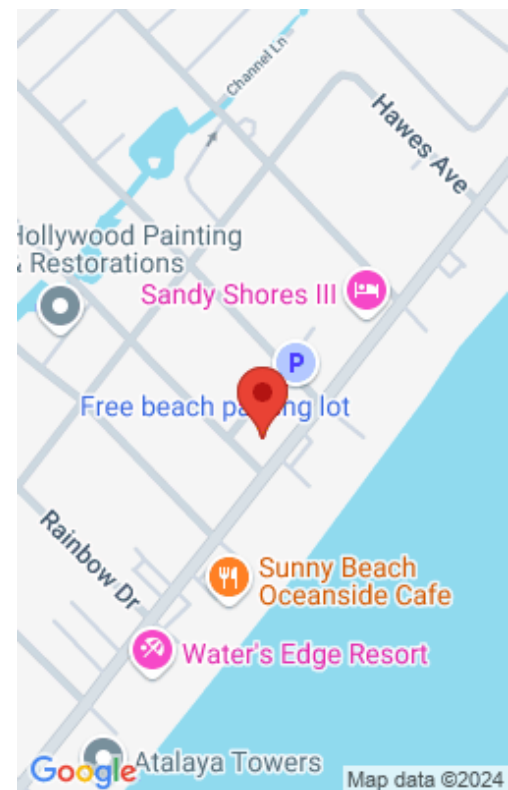 Channel Ln
Hawes Ave
Hollywood Painting
& Restorations
Sandy Shores III
P
Free beach parking lot
Rainbow Dr
Sunny Beach
Oceanside Cafe
Water's Edge Resort
Atalaya Towers
Google
Map data ©2024